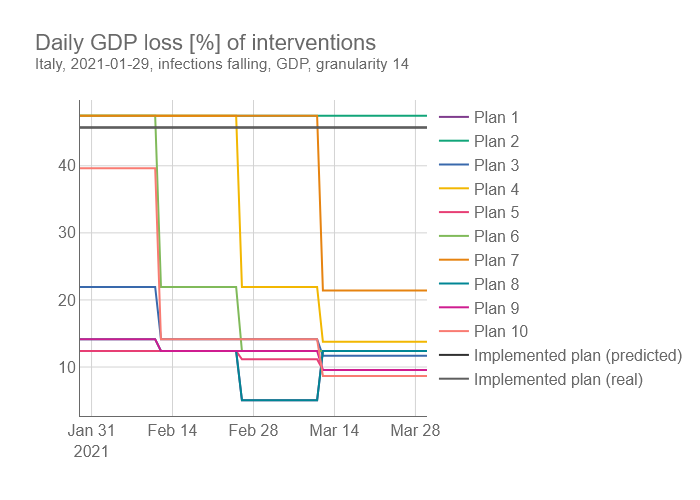 Daily GDP loss [%] of interventions
Italy, 2021-01-29, infections falling, GDP, granularity 14
40
30
20
10
Jan 31
2021
Feb 14
Feb 28
Mar 14
Mar 28
Plan 1
Plan 2
Plan 3
Plan 4
Plan 5
Plan 6
Plan 7
Plan 8
Plan 9
Plan 10
Implemented plan (predicted)
Implemented plan (real)